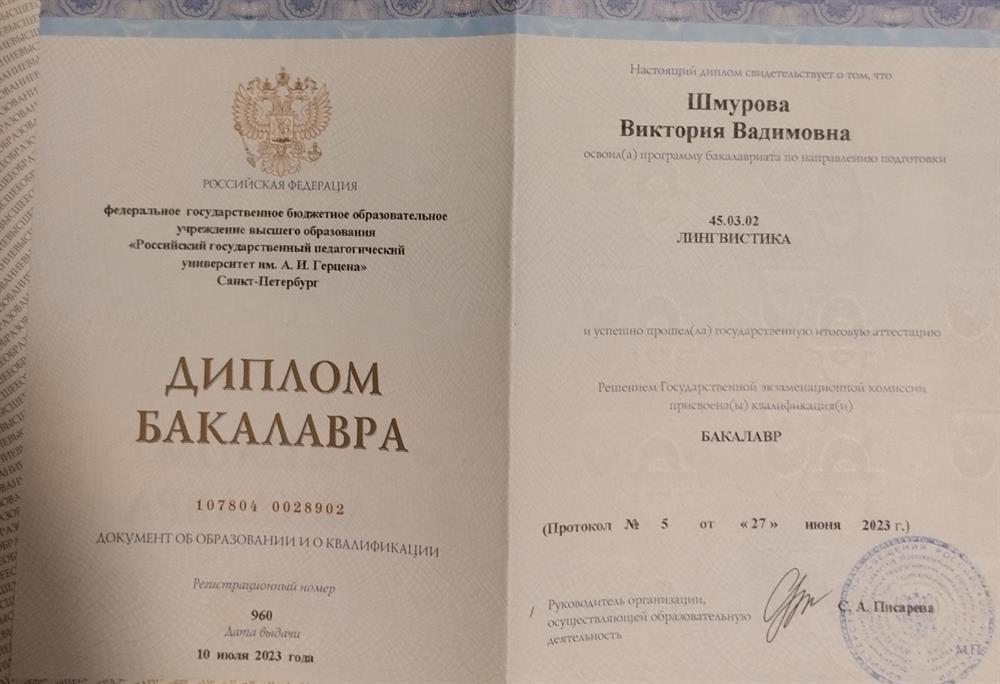 РОССИЙСКАЯ ФЕДЕРАЦИЯ
федеральное государственное бюджетное образовательное
учреждение высшего образования
«Российский государственный педагогический
университет им. А. И. Герцена»
Санкт-Петербург
ДИПЛОМ
БАКАЛАВРА
107804 0028902
ДОКУМЕНТ ОБ ОБРАЗОВАНИИ И О КВАЛИФИКАЦИИ
Регистрационный номер
960
Дата выдачи
10 июля 2023 года
Настоящий диплом свидетельствует о том, что
Шмурова
Виктория Вадимовна
освоил(а) программу бакалавриата по направлению подготовки
45.03.02
ЛИНГВИСТИКА
и успешно прошел(ла) государственную итоговую аттестацию
Решением Государственной экзаменационной комиссии
присвоена(ы) квалификация(и)
БАКАЛАВР
(Протокол № 5 от «27» июня 2023 г.)
Руководитель организации,
осуществляющей образовательную
деятельность
С. А. Писарева
М.П.